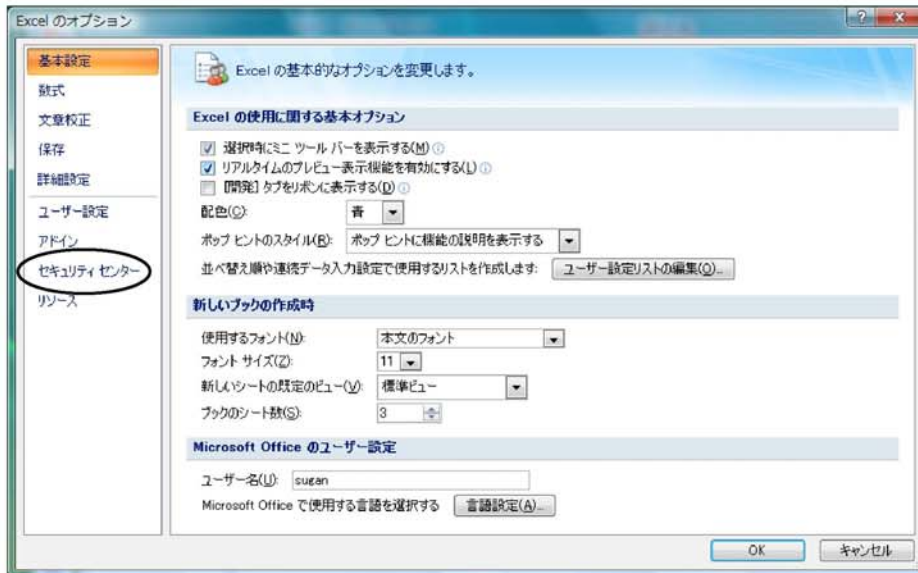 Excel のオプション
基本設定
数式
文章校正
保存
詳細設定
ユーザー設定
アドイン
セキュリティ センター
リソース
Excel の基本的なオプションを変更します。
Excel の使用に関する基本オプション
選択時にミニ ツール バーを表示する(M)
リアルタイムのプレビュー表示機能を有効にする(L)
[開発] タブをリボンに表示する(D)
配色(C): 青
ポップ ヒントのスタイル(R): ポップ ヒントに機能の説明を表示する
並べ替え順や連続データ入力設定で使用するリストを作成します: ユーザー設定リストの編集(O)...
新しいブックの作成時
使用するフォント(N): 本文のフォント
フォント サイズ(Z): 11
新しいシートの既定のビュー(V): 標準ビュー
ブックのシート数(S): 3
Microsoft Office のユーザー設定
ユーザー名(U): sugan
Microsoft Office で使用する言語を選択する 言語設定(A)...
OK キャンセル